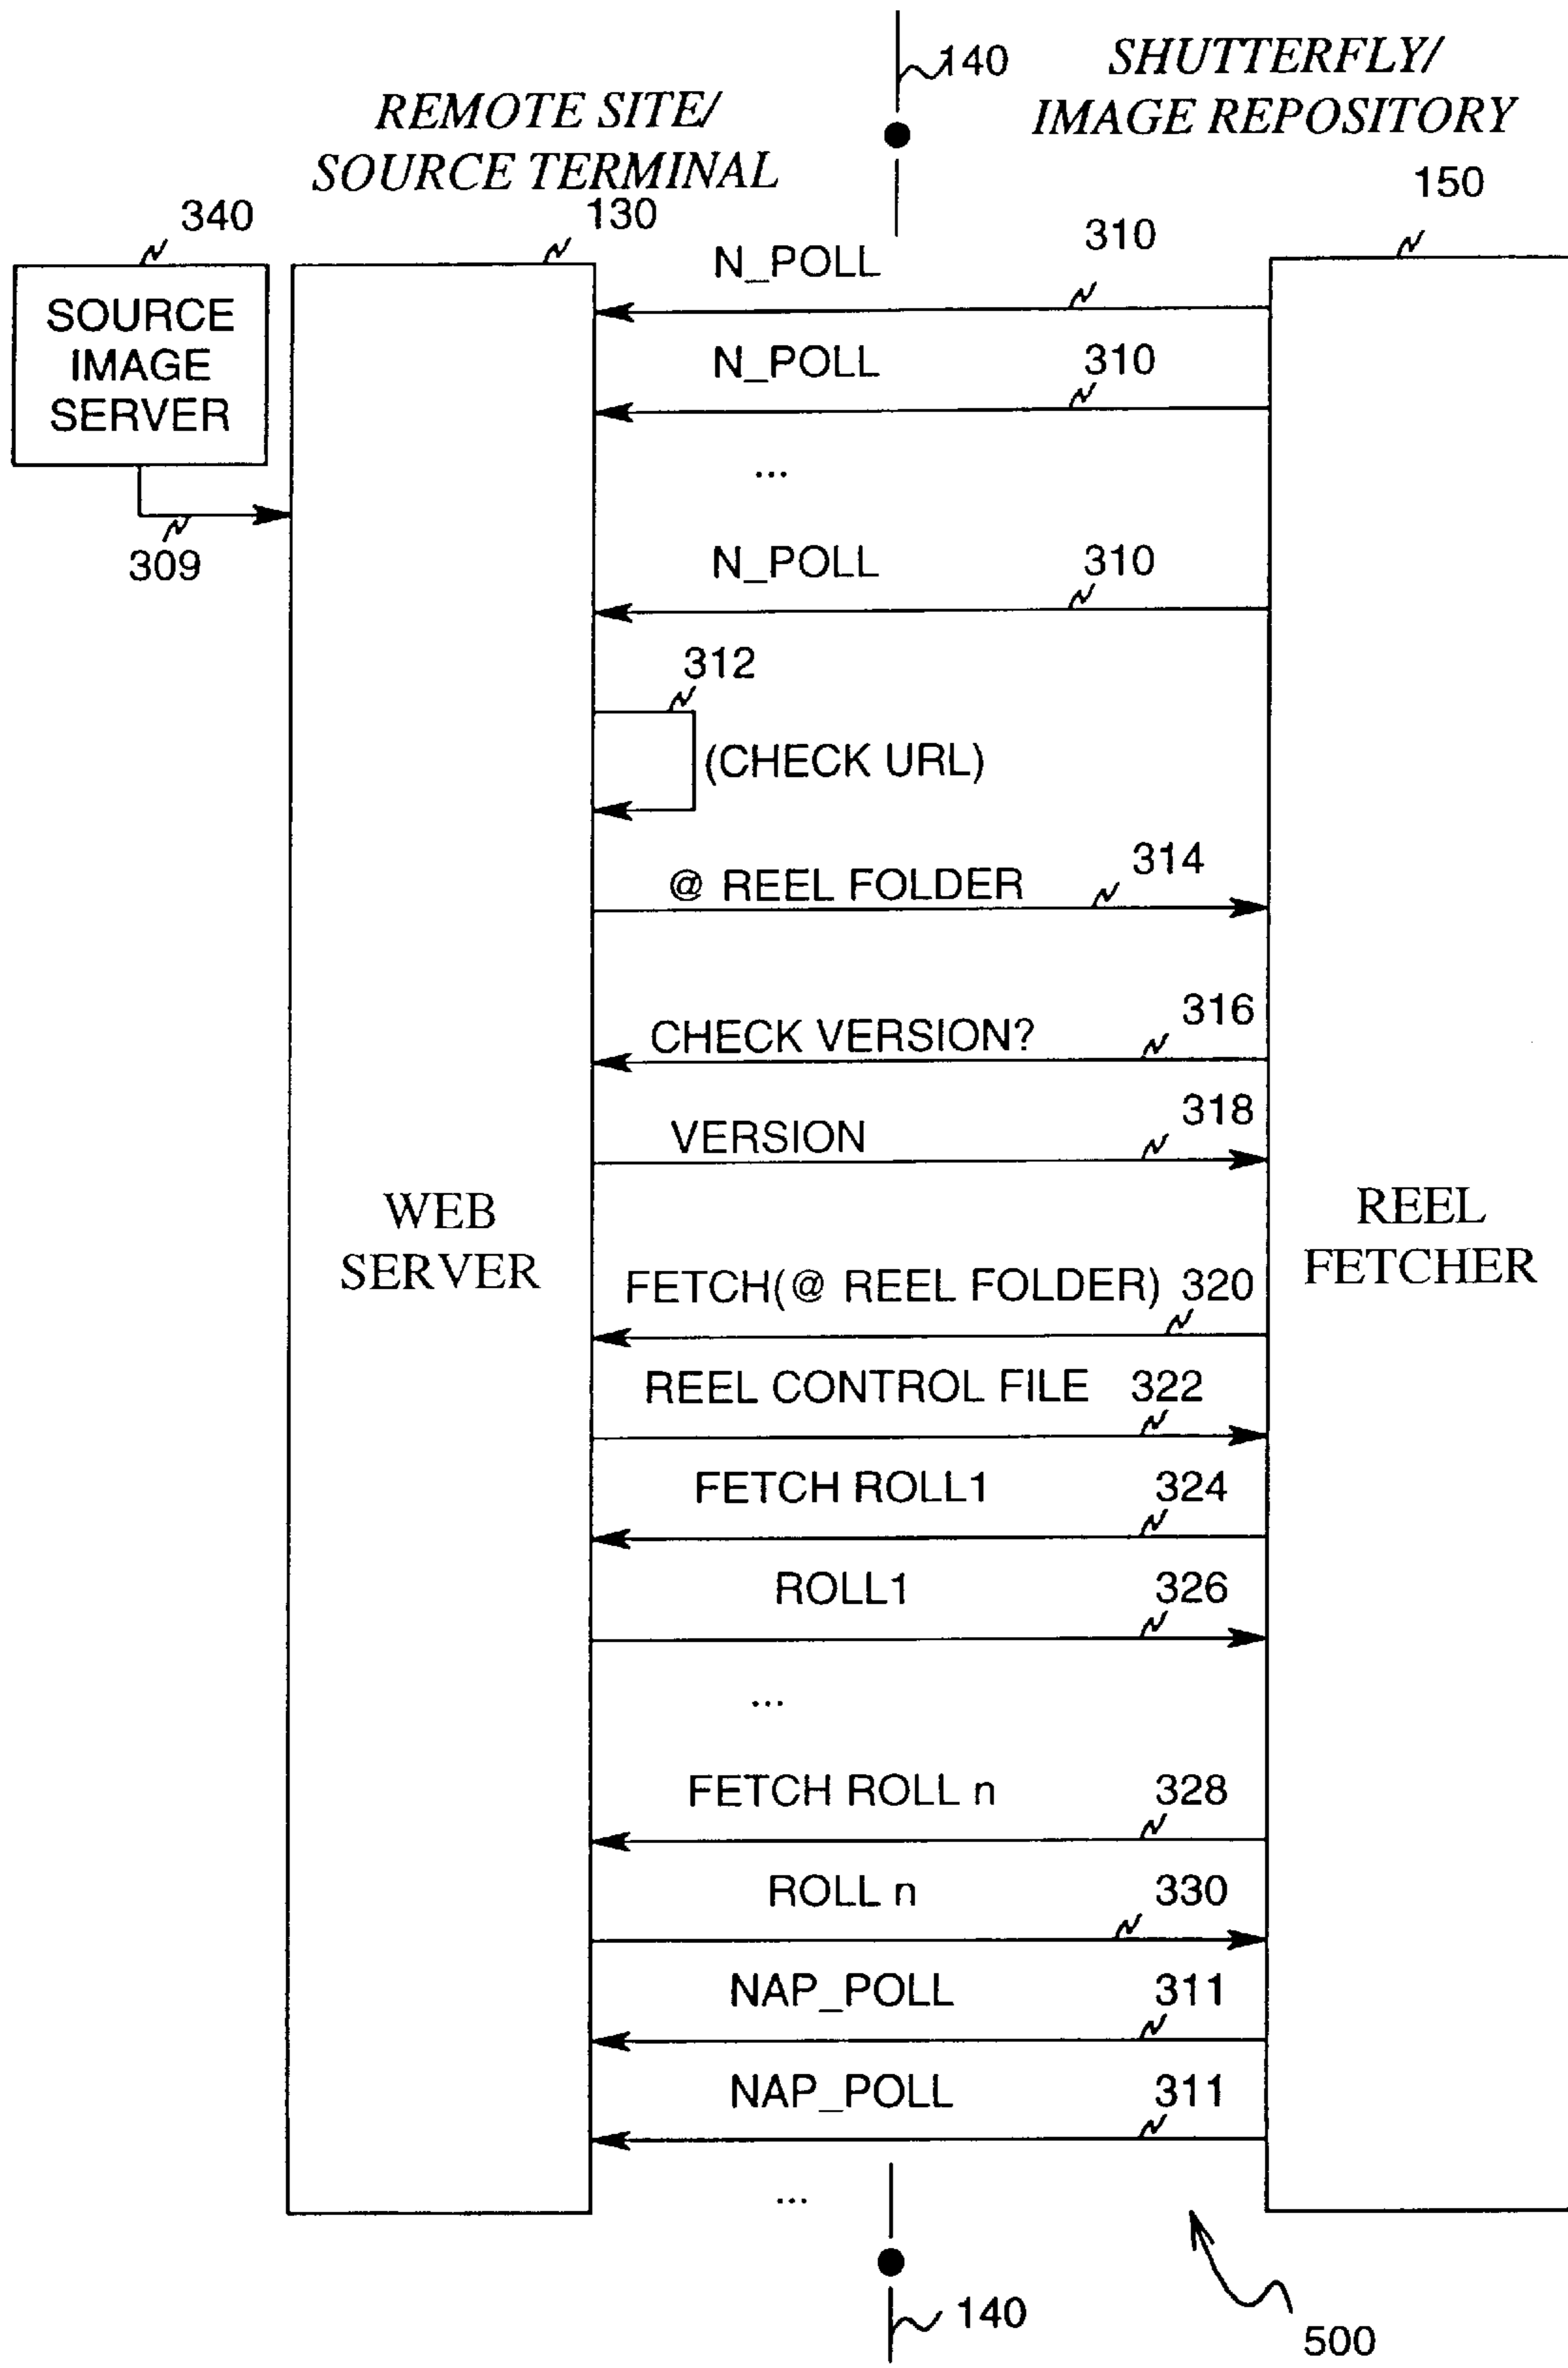 140
SHUTTERFLY/
IMAGE REPOSITORY
REMOTE SITE/
SOURCE TERMINAL
340
130
150
SOURCE
IMAGE
SERVER
309
N_POLL 310
N_POLL 310
...
N_POLL 310
312
(CHECK URL)
@ REEL FOLDER 314
CHECK VERSION? 316
VERSION 318
WEB
SERVER
REEL
FETCHER
FETCH(@ REEL FOLDER) 320
REEL CONTROL FILE 322
FETCH ROLL1 324
ROLL1 326
...
FETCH ROLL n 328
ROLL n 330
NAP_POLL 311
NAP_POLL 311
...
140
500